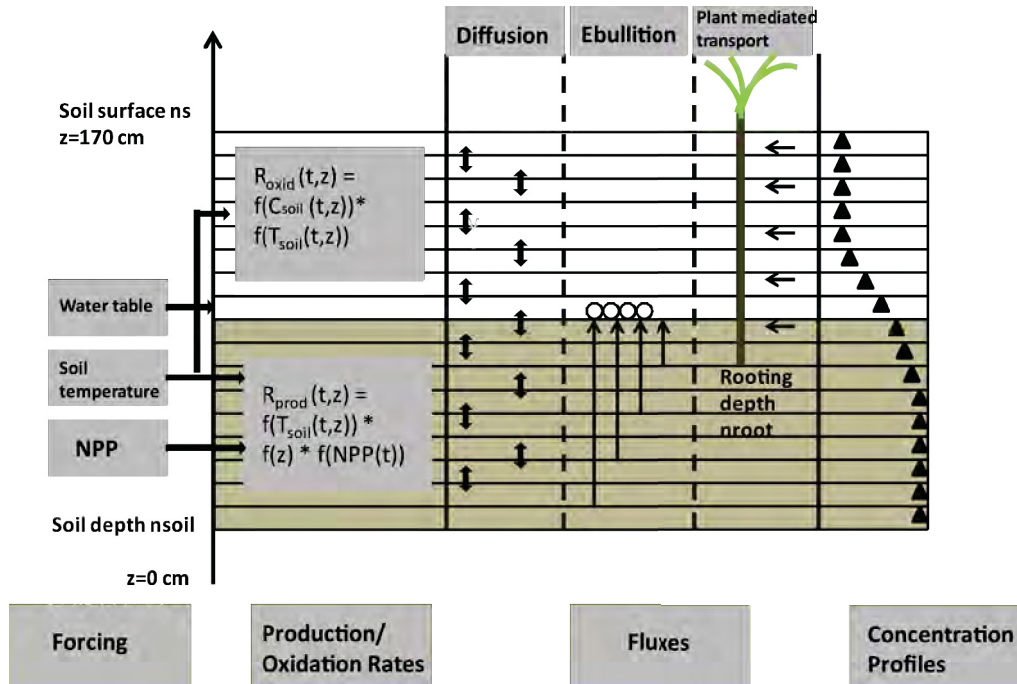 Diffusion
Ebullition
Plant mediated
transport
Soil surface ns
z=170 cm
R_oxid (t,z) =
f(C_soil (t,z))*
f(T_soil(t,z))
Water table
Soil
temperature
NPP
R_prod (t,z) =
f(T_soil(t,z)) *
f(z) * f(NPP(t))
Rooting
depth
nroot
Soil depth nsoil
z=0 cm
Forcing
Production/
Oxidation Rates
Fluxes
Concentration
Profiles